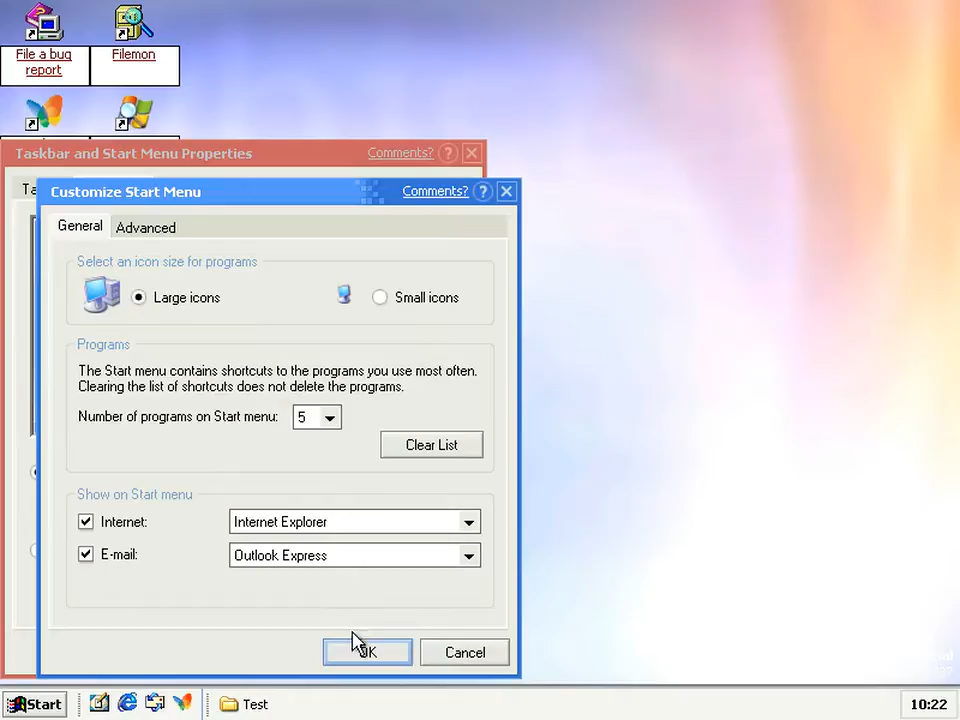 File a bug
report
Filemon
Taskbar and Start Menu Properties
Comments?
Ta
Customize Start Menu
Comments?
General
Advanced
Select an icon size for programs
Large icons
Small icons
Programs
The Start menu contains shortcuts to the programs you use most often.
Clearing the list of shortcuts does not delete the programs.
Number of programs on Start menu:
5
Clear List
Show on Start menu
Internet:
Internet Explorer
E-mail:
Outlook Express
OK
Cancel
Start
Test
10:22